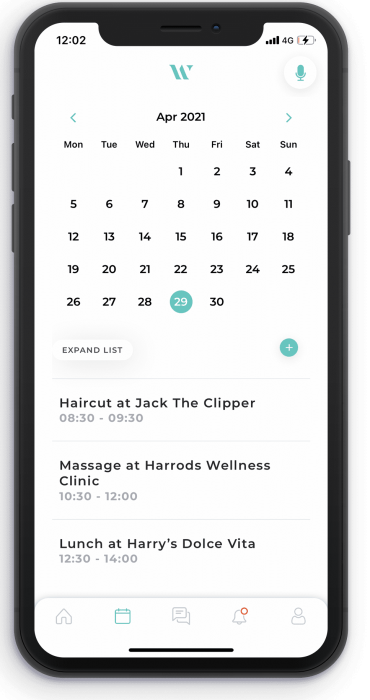 12:02 4G
W
Apr 2021
Mon Tue Wed Thu Fri Sat Sun
1 2 3 4
5 6 7 8 9 10 11
12 13 14 15 16 17 18
19 20 21 22 23 24 25
26 27 28 29 30
EXPAND LIST +
Haircut at Jack The Clipper
08:30 - 09:30
Massage at Harrods Wellness
Clinic
10:30 - 12:00
Lunch at Harry’s Dolce Vita
12:30 - 14:00